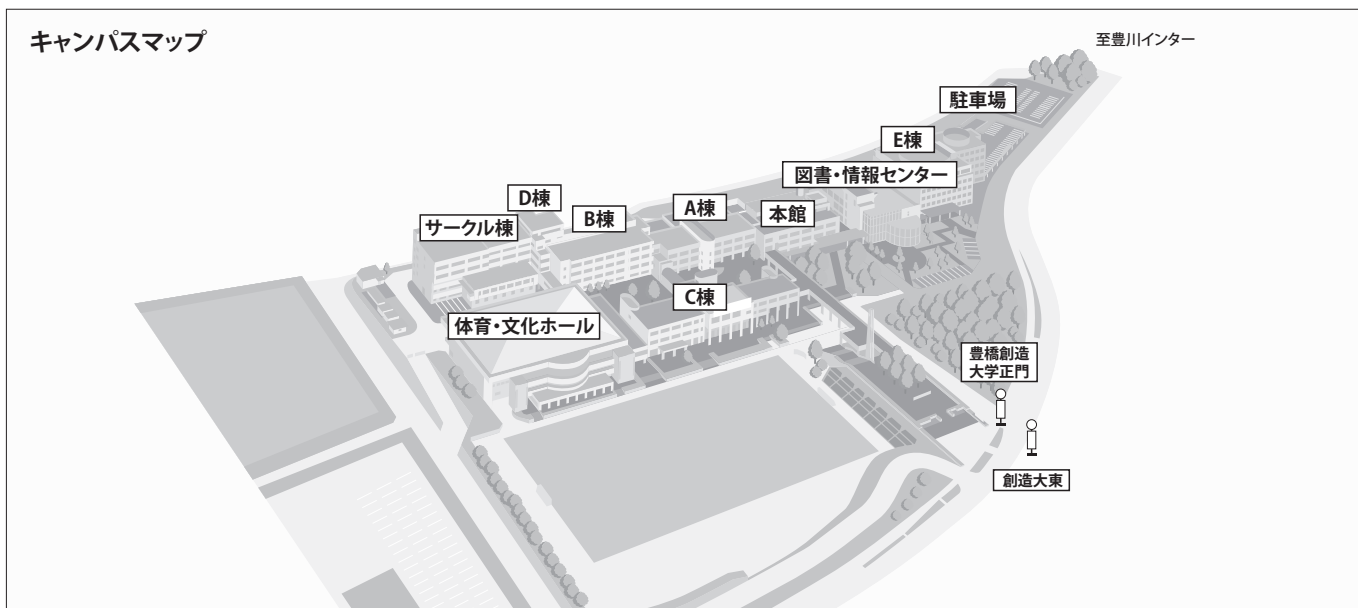 キャンパスマップ
至豊川インター
駐車場
E棟
図書・情報センター
D棟
B棟
A棟
本館
サークル棟
C棟
体育・文化ホール
豊橋創造
大学正門
創造大東